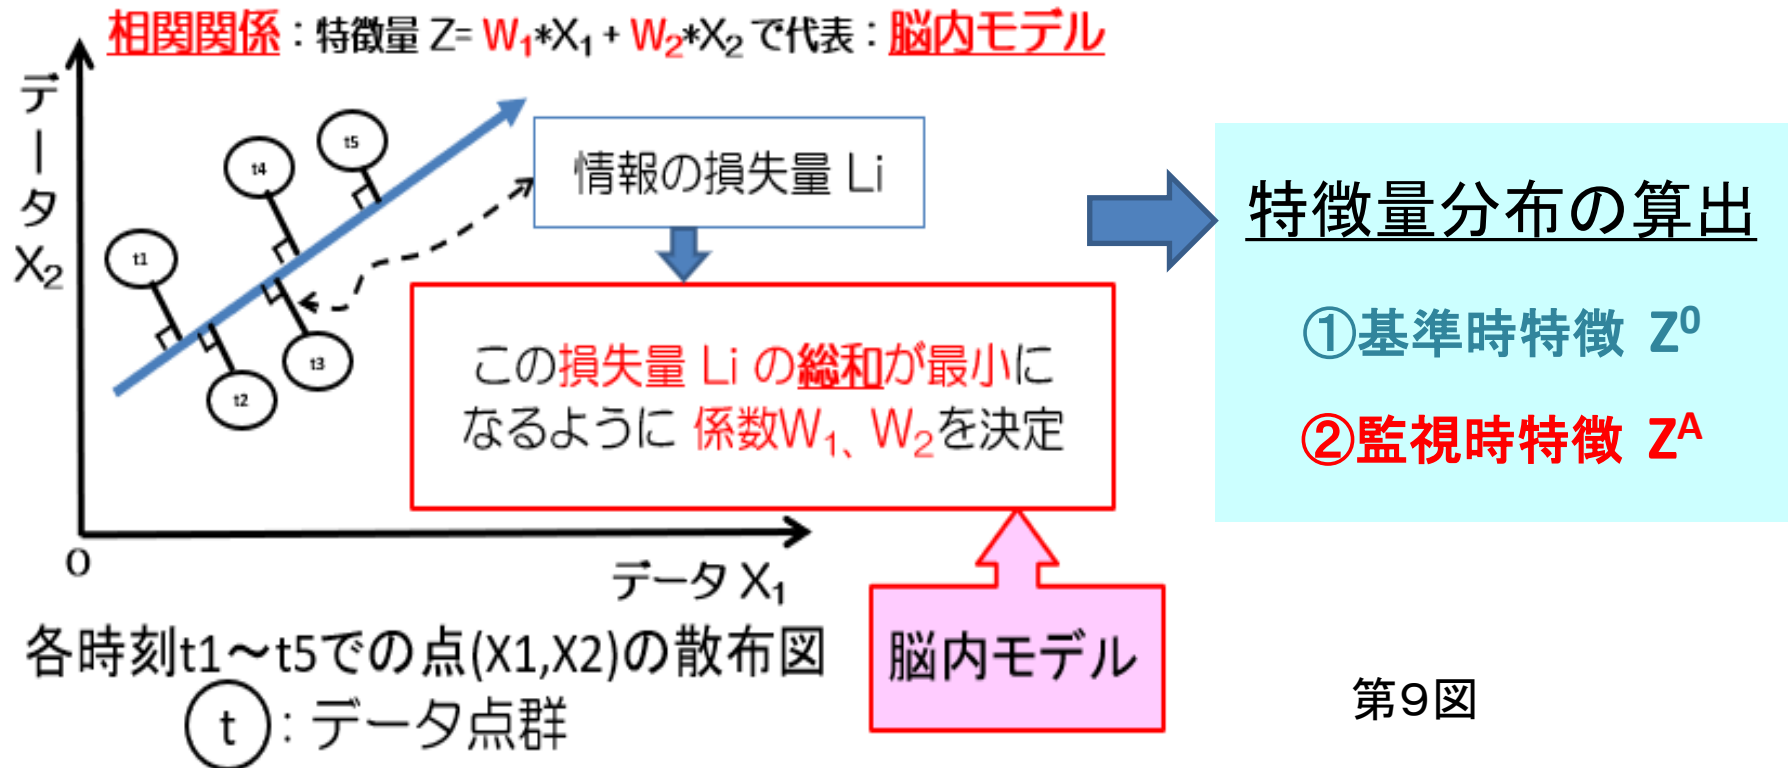 相関関係：特徴量 Z= W₁*X₁ + W₂*X₂ で代表：脳内モデル
データ X₂
t1
t2
t3
t4
t5
情報の損失量 Li
この損失量 Li の総和が最小に
なるように 係数W₁、W₂を決定
0
データ X₁
脳内モデル
各時刻t1～t5での点(X1,X2)の散布図
t：データ点群
特徴量分布の算出
①基準時特徴 Z⁰
②監視時特徴 Zᴬ
第９図